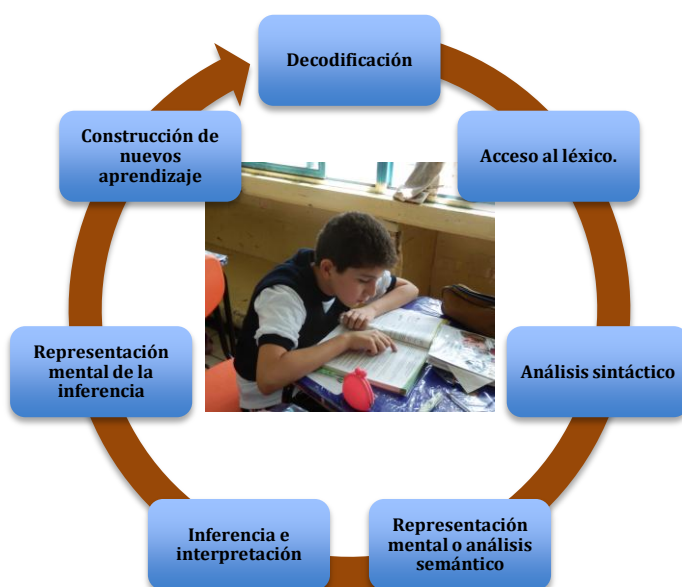 Decodificación
Acceso al léxico.
Análisis sintáctico
Representación
mental o análisis
semántico
Inferencia e
interpretación
Representación
mental de la
inferencia
Construcción de
nuevos
aprendizaje